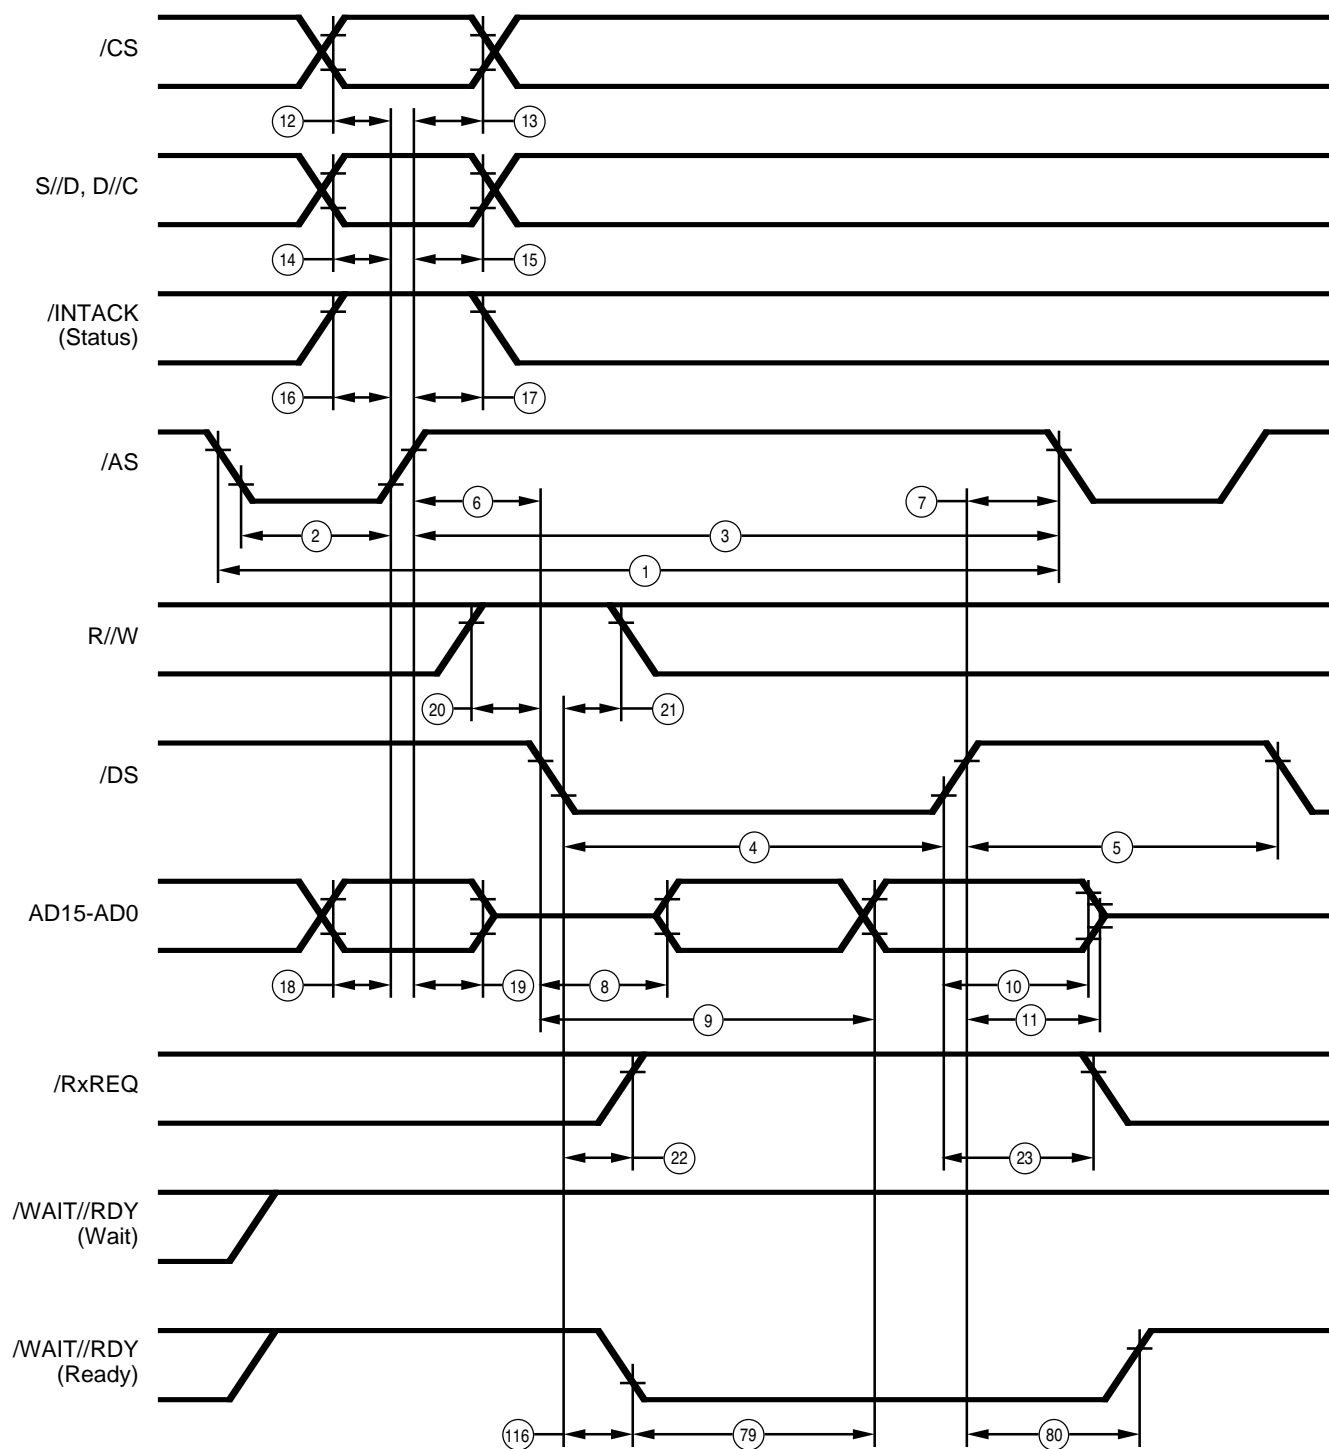 /CS
12
13
S//D, D//C
14
15
/INTACK
(Status)
16
17
/AS
6
7
2
3
1
R//W
20
21
/DS
4
5
AD15-AD0
18
19
8
10
9
11
/RxREQ
22
23
/WAIT//RDY
(Wait)
/WAIT//RDY
(Ready)
116
79
80